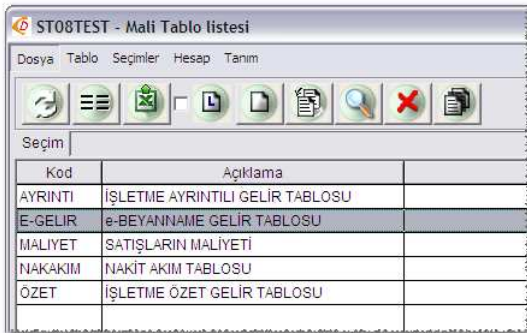 ST08TEST - Mali Tablo listesi
Dosya Tablo Seçimler Hesap Tanım
L
Seçim
Kod Açıklama
AYRINTI İŞLETME AYRINTILI GELİR TABLOSU
E-GELIR e-BEYANNAME GELİR TABLOSU
MALIYET SATIŞLARIN MALİYETİ
NAKAKIM NAKİT AKIM TABLOSU
ÖZET İŞLETME ÖZET GELİR TABLOSU